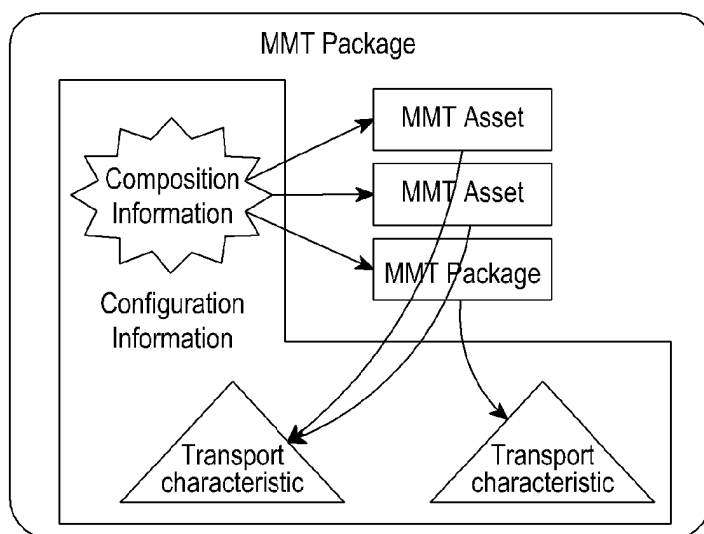 MMT Package
MMT Asset
Composition
Information
MMT Asset
MMT Package
Configuration
Information
Transport
characteristic
Transport
characteristic